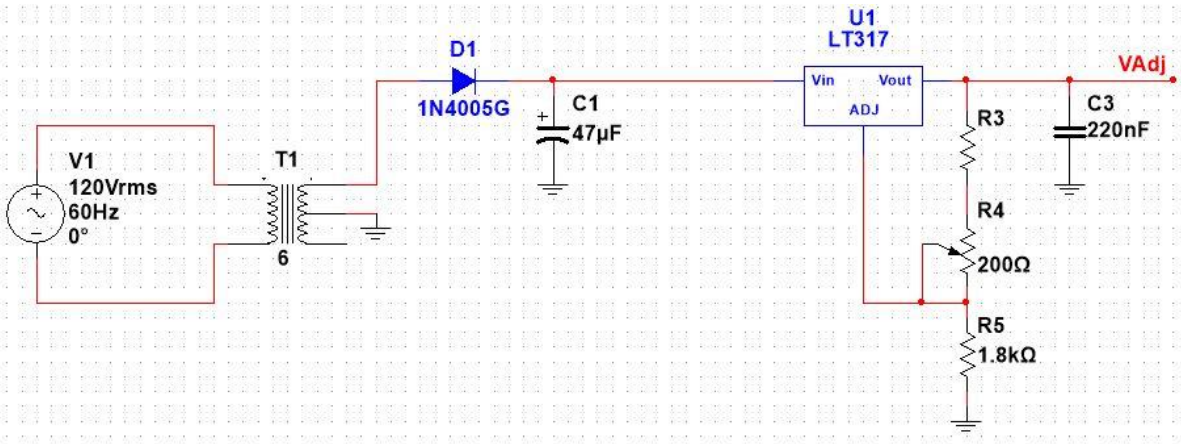 U1
LT317
D1
1N4005G
VAdj
Vin
Vout
ADJ
C1
+
47µF
R3
C3
220nF
V1
120Vrms
60Hz
0°
T1
6
R4
200Ω
R5
1.8kΩ